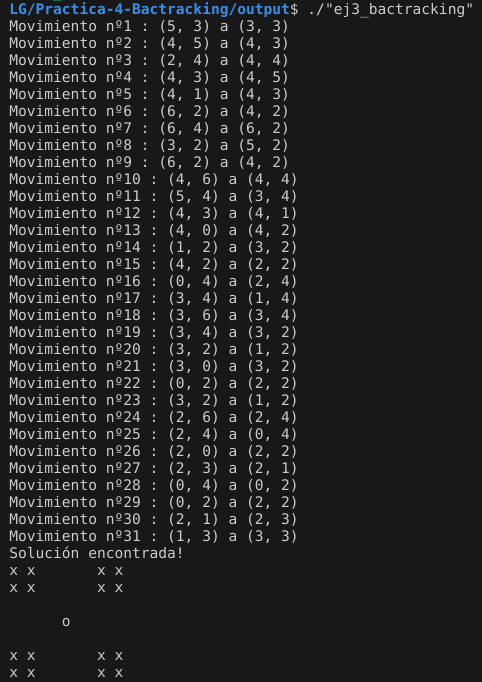 LG/Practica-4-Bactracking/output$ ./"ej3_bactracking"
Movimiento nº1 : (5, 3) a (3, 3)
Movimiento nº2 : (4, 5) a (4, 3)
Movimiento nº3 : (2, 4) a (4, 4)
Movimiento nº4 : (4, 3) a (4, 5)
Movimiento nº5 : (4, 1) a (4, 3)
Movimiento nº6 : (6, 2) a (4, 2)
Movimiento nº7 : (6, 4) a (6, 2)
Movimiento nº8 : (3, 2) a (5, 2)
Movimiento nº9 : (6, 2) a (4, 2)
Movimiento nº10 : (4, 6) a (4, 4)
Movimiento nº11 : (5, 4) a (3, 4)
Movimiento nº12 : (4, 3) a (4, 1)
Movimiento nº13 : (4, 0) a (4, 2)
Movimiento nº14 : (1, 2) a (3, 2)
Movimiento nº15 : (4, 2) a (2, 2)
Movimiento nº16 : (0, 4) a (2, 4)
Movimiento nº17 : (3, 4) a (1, 4)
Movimiento nº18 : (3, 6) a (3, 4)
Movimiento nº19 : (3, 4) a (3, 2)
Movimiento nº20 : (3, 2) a (1, 2)
Movimiento nº21 : (3, 0) a (3, 2)
Movimiento nº22 : (0, 2) a (2, 2)
Movimiento nº23 : (3, 2) a (1, 2)
Movimiento nº24 : (2, 6) a (2, 4)
Movimiento nº25 : (2, 4) a (0, 4)
Movimiento nº26 : (2, 0) a (2, 2)
Movimiento nº27 : (2, 3) a (2, 1)
Movimiento nº28 : (0, 4) a (0, 2)
Movimiento nº29 : (0, 2) a (2, 2)
Movimiento nº30 : (2, 1) a (2, 3)
Movimiento nº31 : (1, 3) a (3, 3)
Solución encontrada!
x x       x x
x x       x x
      o
x x       x x
x x       x x